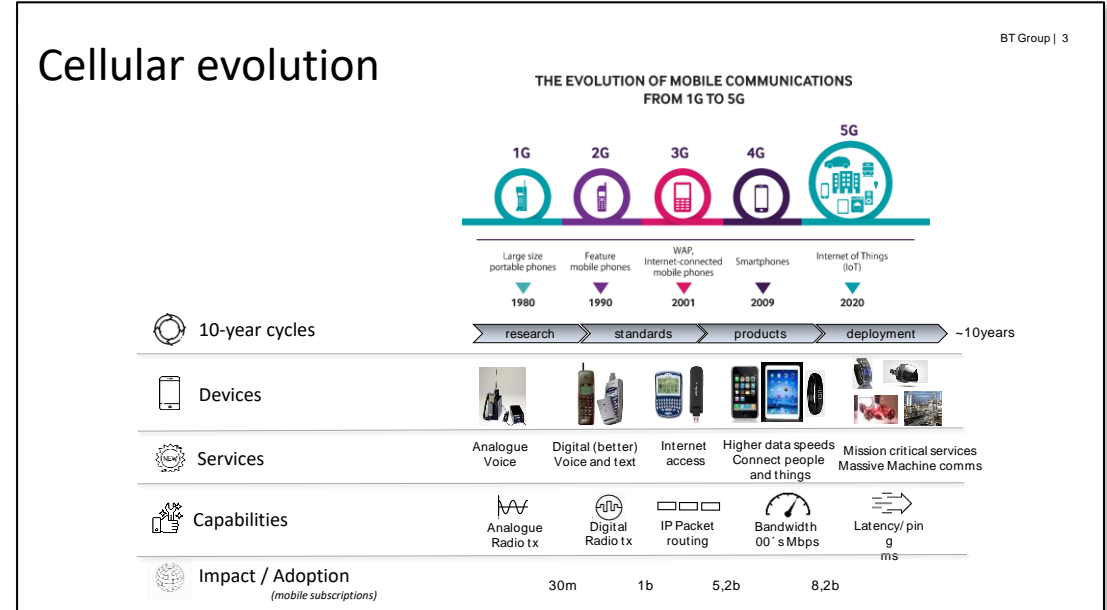 BT Group | 3
Cellular evolution
THE EVOLUTION OF MOBILE COMMUNICATIONS
FROM 1G TO 5G
1G 2G 3G 4G 5G
Large size
portable phones
Feature
mobile phones
WAP,
Internet-connected
mobile phones
Smartphones
Internet of Things
(IoT)
1980 1990 2001 2009 2020
10-year cycles
research standards products deployment ~10years
Devices
Services
NEW
Analogue
Voice
Digital (better)
Voice and text
Internet
access
Higher data speeds
Connect people
and things
Mission critical services
Massive Machine comms
Capabilities
Analogue
Radio tx
Digital
Radio tx
IP Packet
routing
Bandwidth
00´s Mbps
Latency/ pin
g
ms
Impact / Adoption
(mobile subscriptions)
30m 1b 5,2b 8,2b